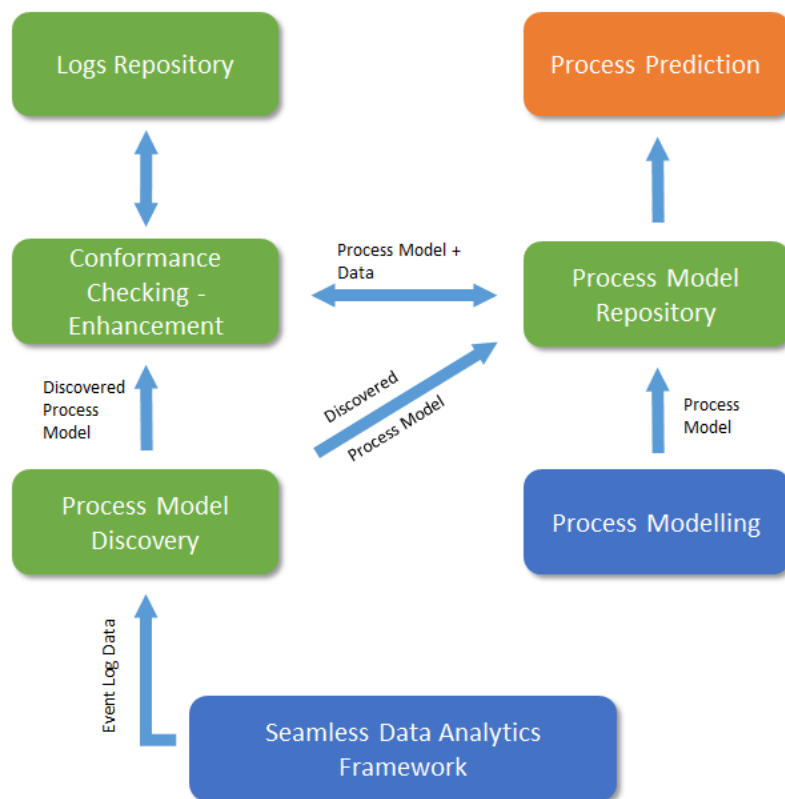 Logs Repository
Process Prediction
Conformance
Checking -
Enhancement
Process Model +
Data
Process Model
Repository
Discovered
Process
Model
Discovered
Process Model
Process
Model
Process Model
Discovery
Process Modelling
Event Log Data
Seamless Data Analytics
Framework